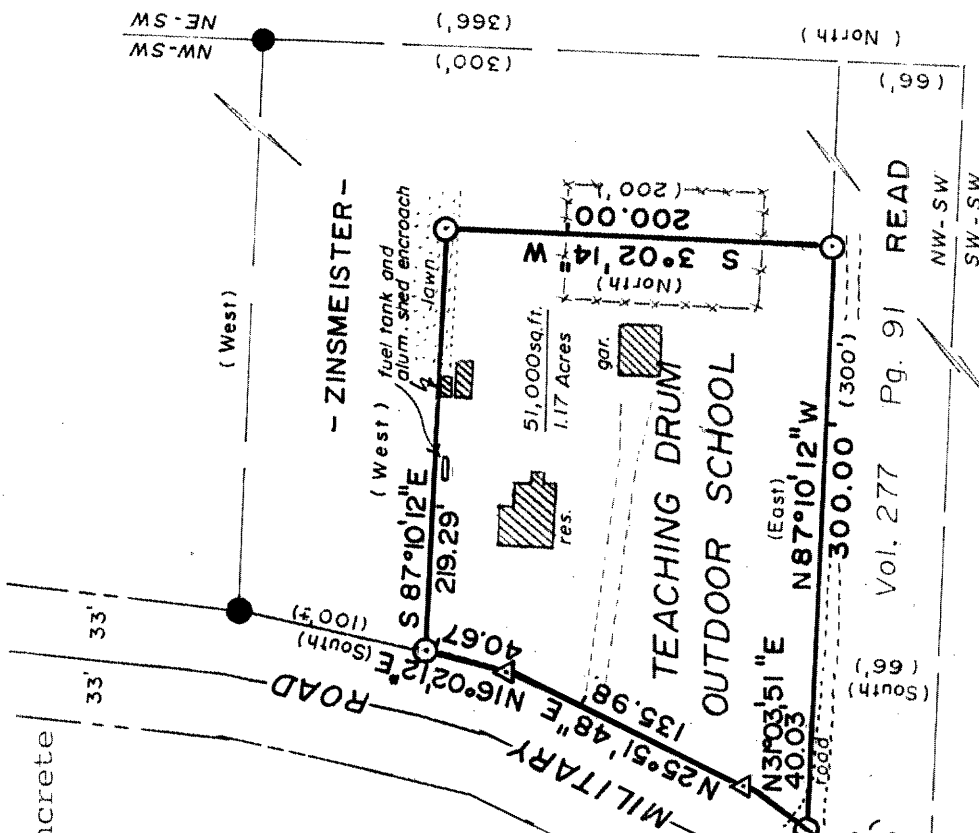 NE-SW
NW-SW
(366')
(300')
(North)
(66')
(West)
- ZINSMEISTER -
fuel tank and
alum. shed encroach
lawn
(West)
S 87°10'12"E
219.29'
33'
33'
(100'±)
(South)
ROAD
MILITARY
N16°02'12"E
40.67'
N25°51'48"E
135.98'
N31°03'51"E
40.03'
road
res.
51,000sq.ft.
1.17 Acres
gar.
(200')
200.00'
S 3°02'14" W
(North)
TEACHING DRUM
OUTDOOR SCHOOL
(East)
N87°10'12"W
300.00' (300')
Vol. 277 Pg. 91 READ
NW-SW
SW-SW
(66')
(South)
ncrete